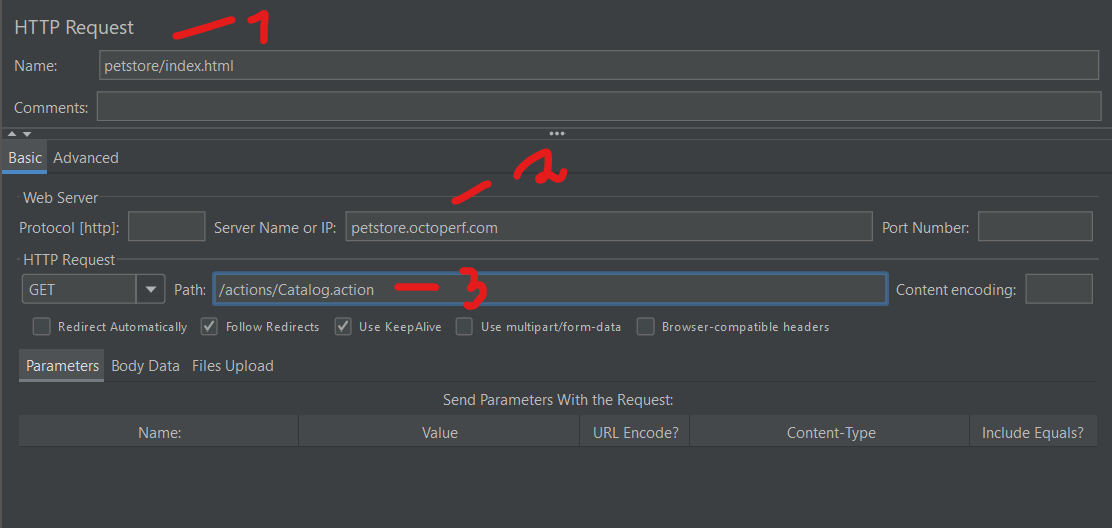 HTTP Request 1
Name: petstore/index.html
Comments:
Basic Advanced
2
Web Server
Protocol [http]: Server Name or IP: petstore.octoperf.com Port Number:
HTTP Request
GET Path: /actions/Catalog.action 3 Content encoding:
Redirect Automatically Follow Redirects Use KeepAlive Use multipart/form-data Browser-compatible headers
Parameters Body Data Files Upload
Send Parameters With the Request:
Name: Value URL Encode? Content-Type Include Equals?